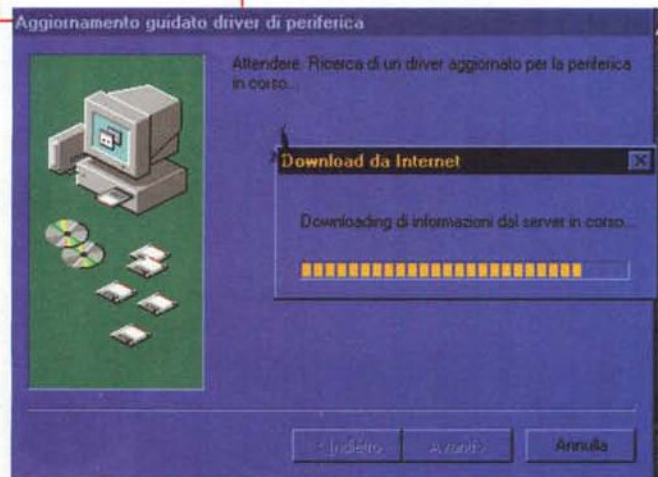 Aggiornamento guidato driver di periferica
Attendere. Ricerca di un driver aggiornato per la periferica
in corso...
Download da Internet
Downloading di informazioni dal server in corso...
< Indietro
Avanti >
Annulla